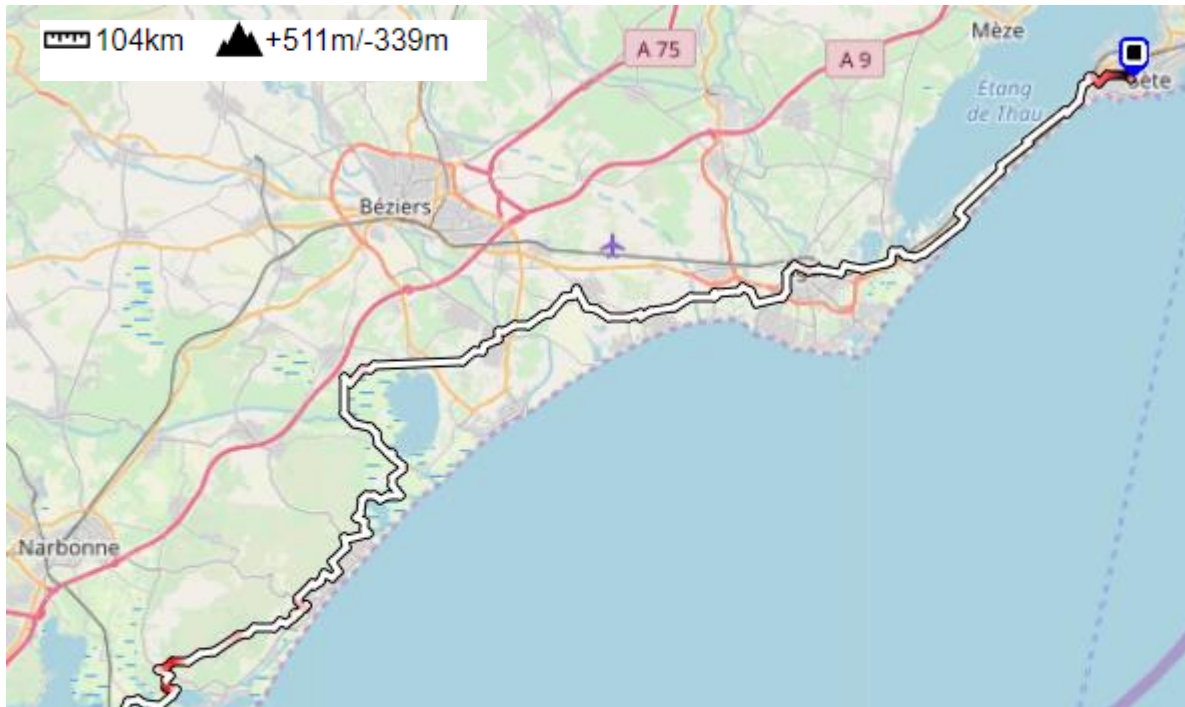 104km +511m/-339m
Mèze
A 75
A 9
Étang
de Thau
Sète
Béziers
Narbonne